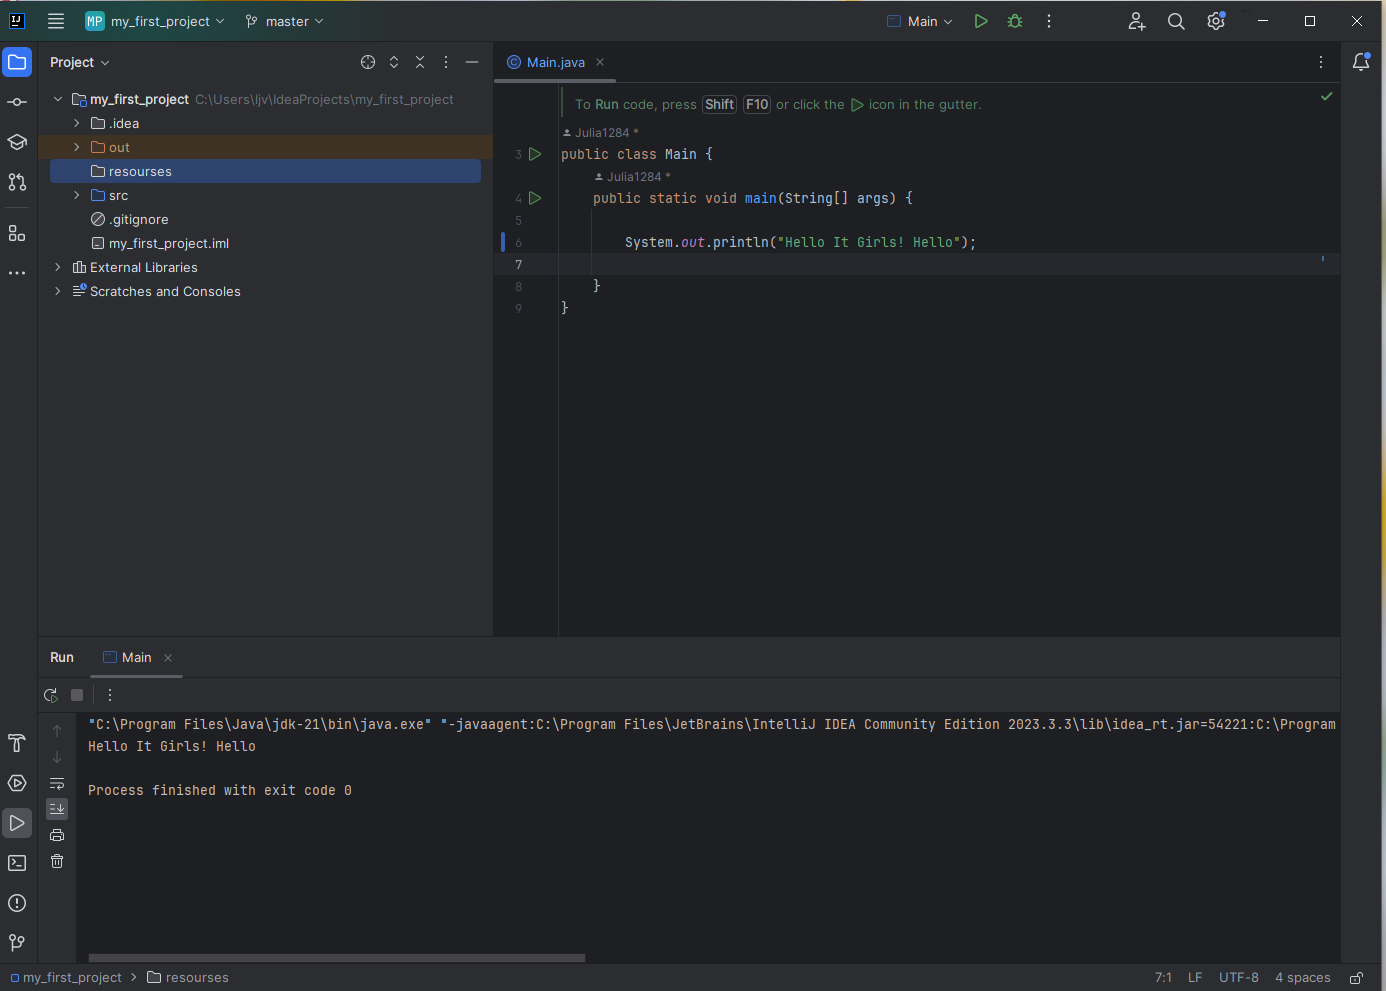 MP my_first_project master Main
Project
Main.java
my_first_project C:\Users\ljv\IdeaProjects\my_first_project
.idea
out
resourses
src
.gitignore
my_first_project.iml
External Libraries
Scratches and Consoles
To Run code, press Shift F10 or click the icon in the gutter.
Julia1284 *
3 public class Main {
Julia1284 *
4 public static void main(String[] args) {
5
6 System.out.println("Hello It Girls! Hello");
7
8 }
9 }
Run Main
"C:\Program Files\Java\jdk-21\bin\java.exe" "-javaagent:C:\Program Files\JetBrains\IntelliJ IDEA Community Edition 2023.3.3\lib\idea_rt.jar=54221:C:\Program
Hello It Girls! Hello
Process finished with exit code 0
my_first_project resourses 7:1 LF UTF-8 4 spaces